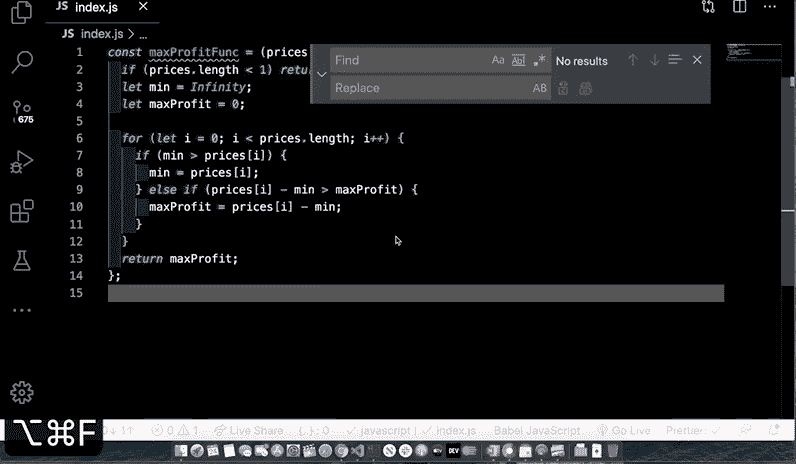 JS index.js ×
JS index.js > ...
1 const maxProfitFunc = (prices
2 if (prices.length < 1) retu
3 let min = Infinity;
4 let maxProfit = 0;
5
6 for (let i = 0; i < prices.length; i++) {
7 if (min > prices[i]) {
8 min = prices[i];
9 } else if (prices[i] - min > maxProfit) {
10 maxProfit = prices[i] - min;
11 }
12 }
13 return maxProfit;
14 };
15
Find Aa Abl .* No results
Replace AB
675
⌥⌘F
0 1 Live Share {..}: 0 javascript | index.js Babel JavaScript Go Live Prettier
DEV